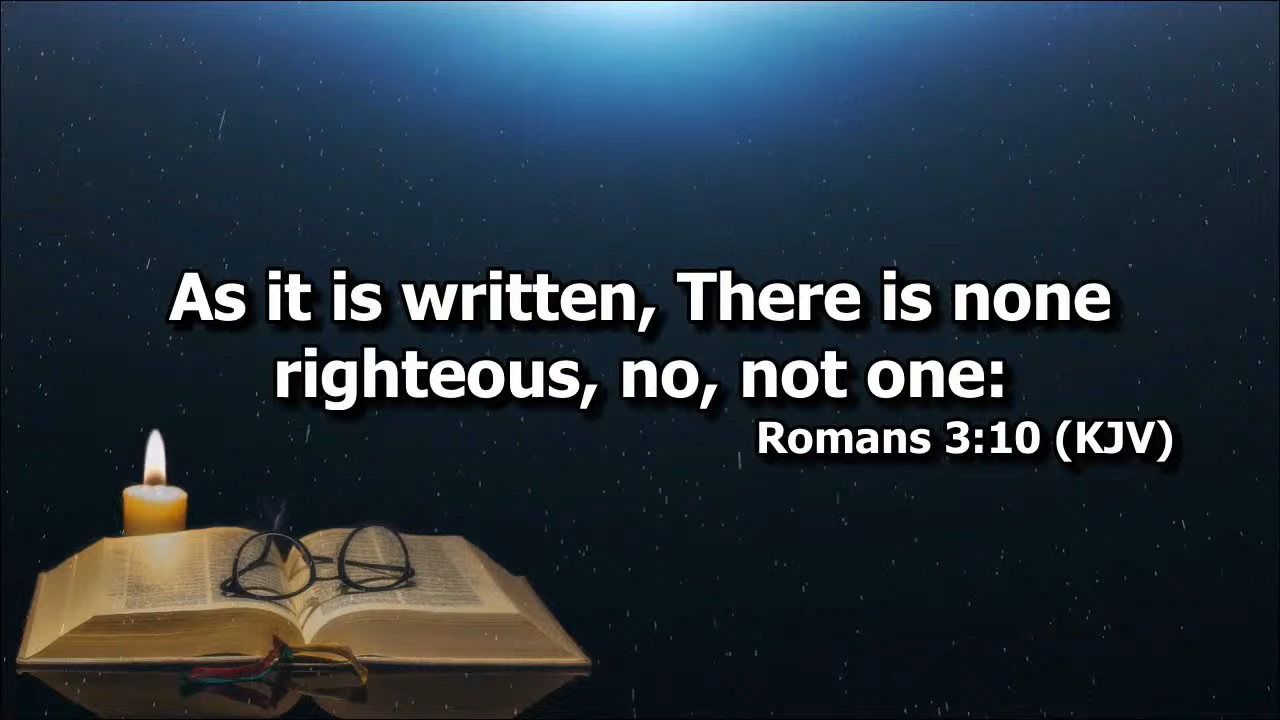 As it is written, There is none
righteous, no, not one:
Romans 3:10 (KJV)